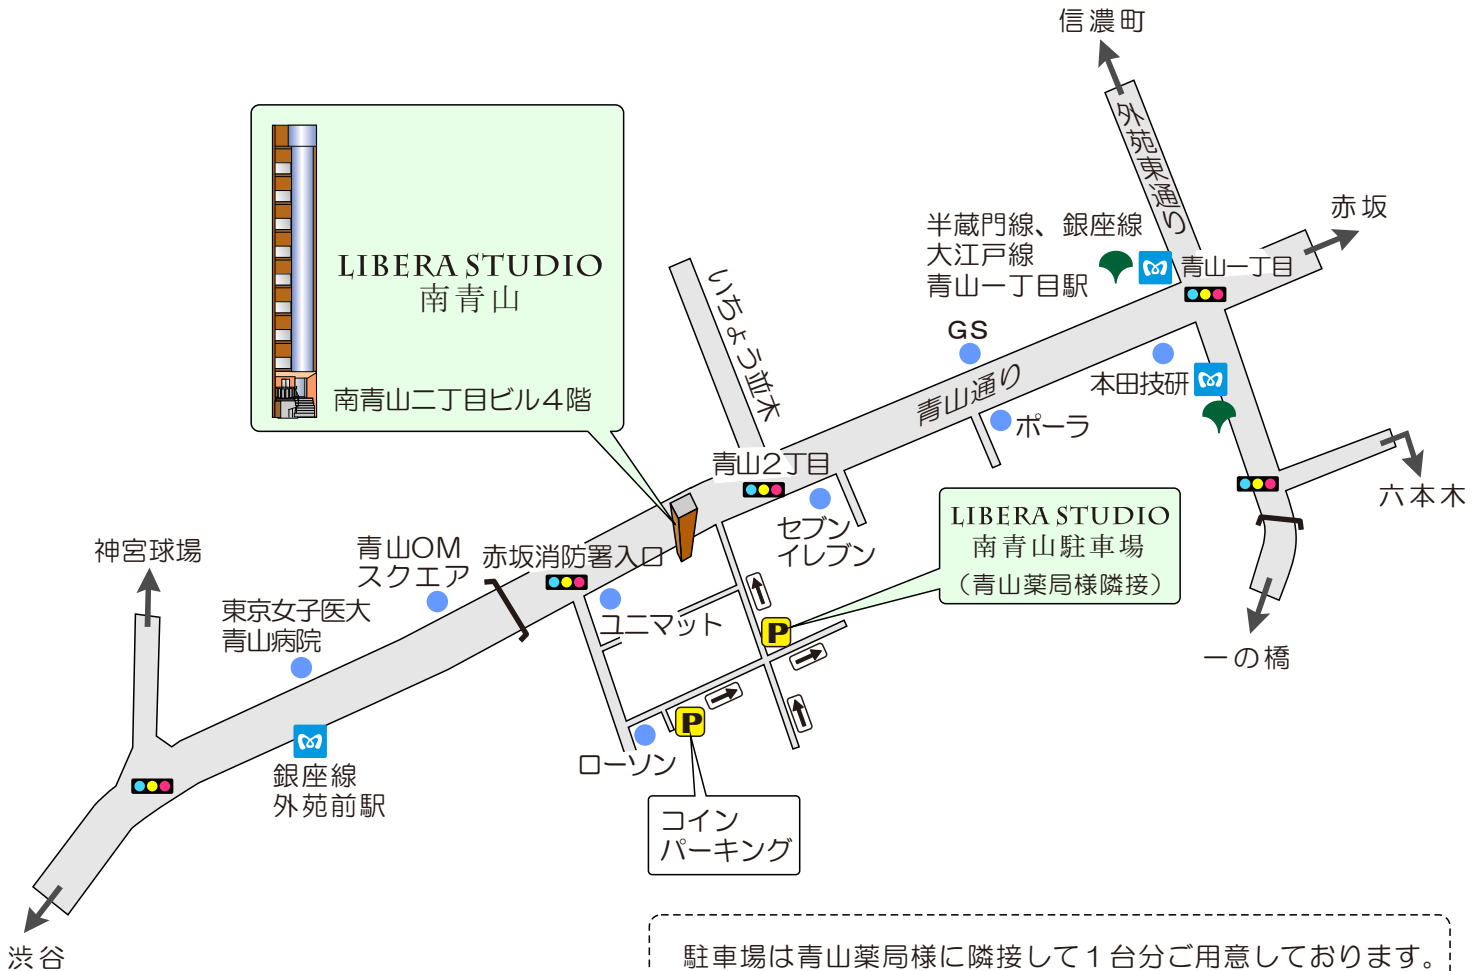 信濃町
外苑東通り
赤坂
半蔵門線、銀座線
大江戸線
青山一丁目駅
青山一丁目
LIBERA STUDIO
南青山
南青山二丁目ビル4階
いちょう並木
GS
青山通り
本田技研
ポーラ
青山2丁目
六本木
セブン
イレブン
LIBERA STUDIO
南青山駐車場
（青山薬局様隣接）
神宮球場
青山OM
スクエア
赤坂消防署入口
東京女子医大
青山病院
ユニマット
P
一の橋
P
ローソン
銀座線
外苑前駅
コイン
パーキング
渋谷
駐車場は青山薬局様に隣接して1台分ご用意しております。